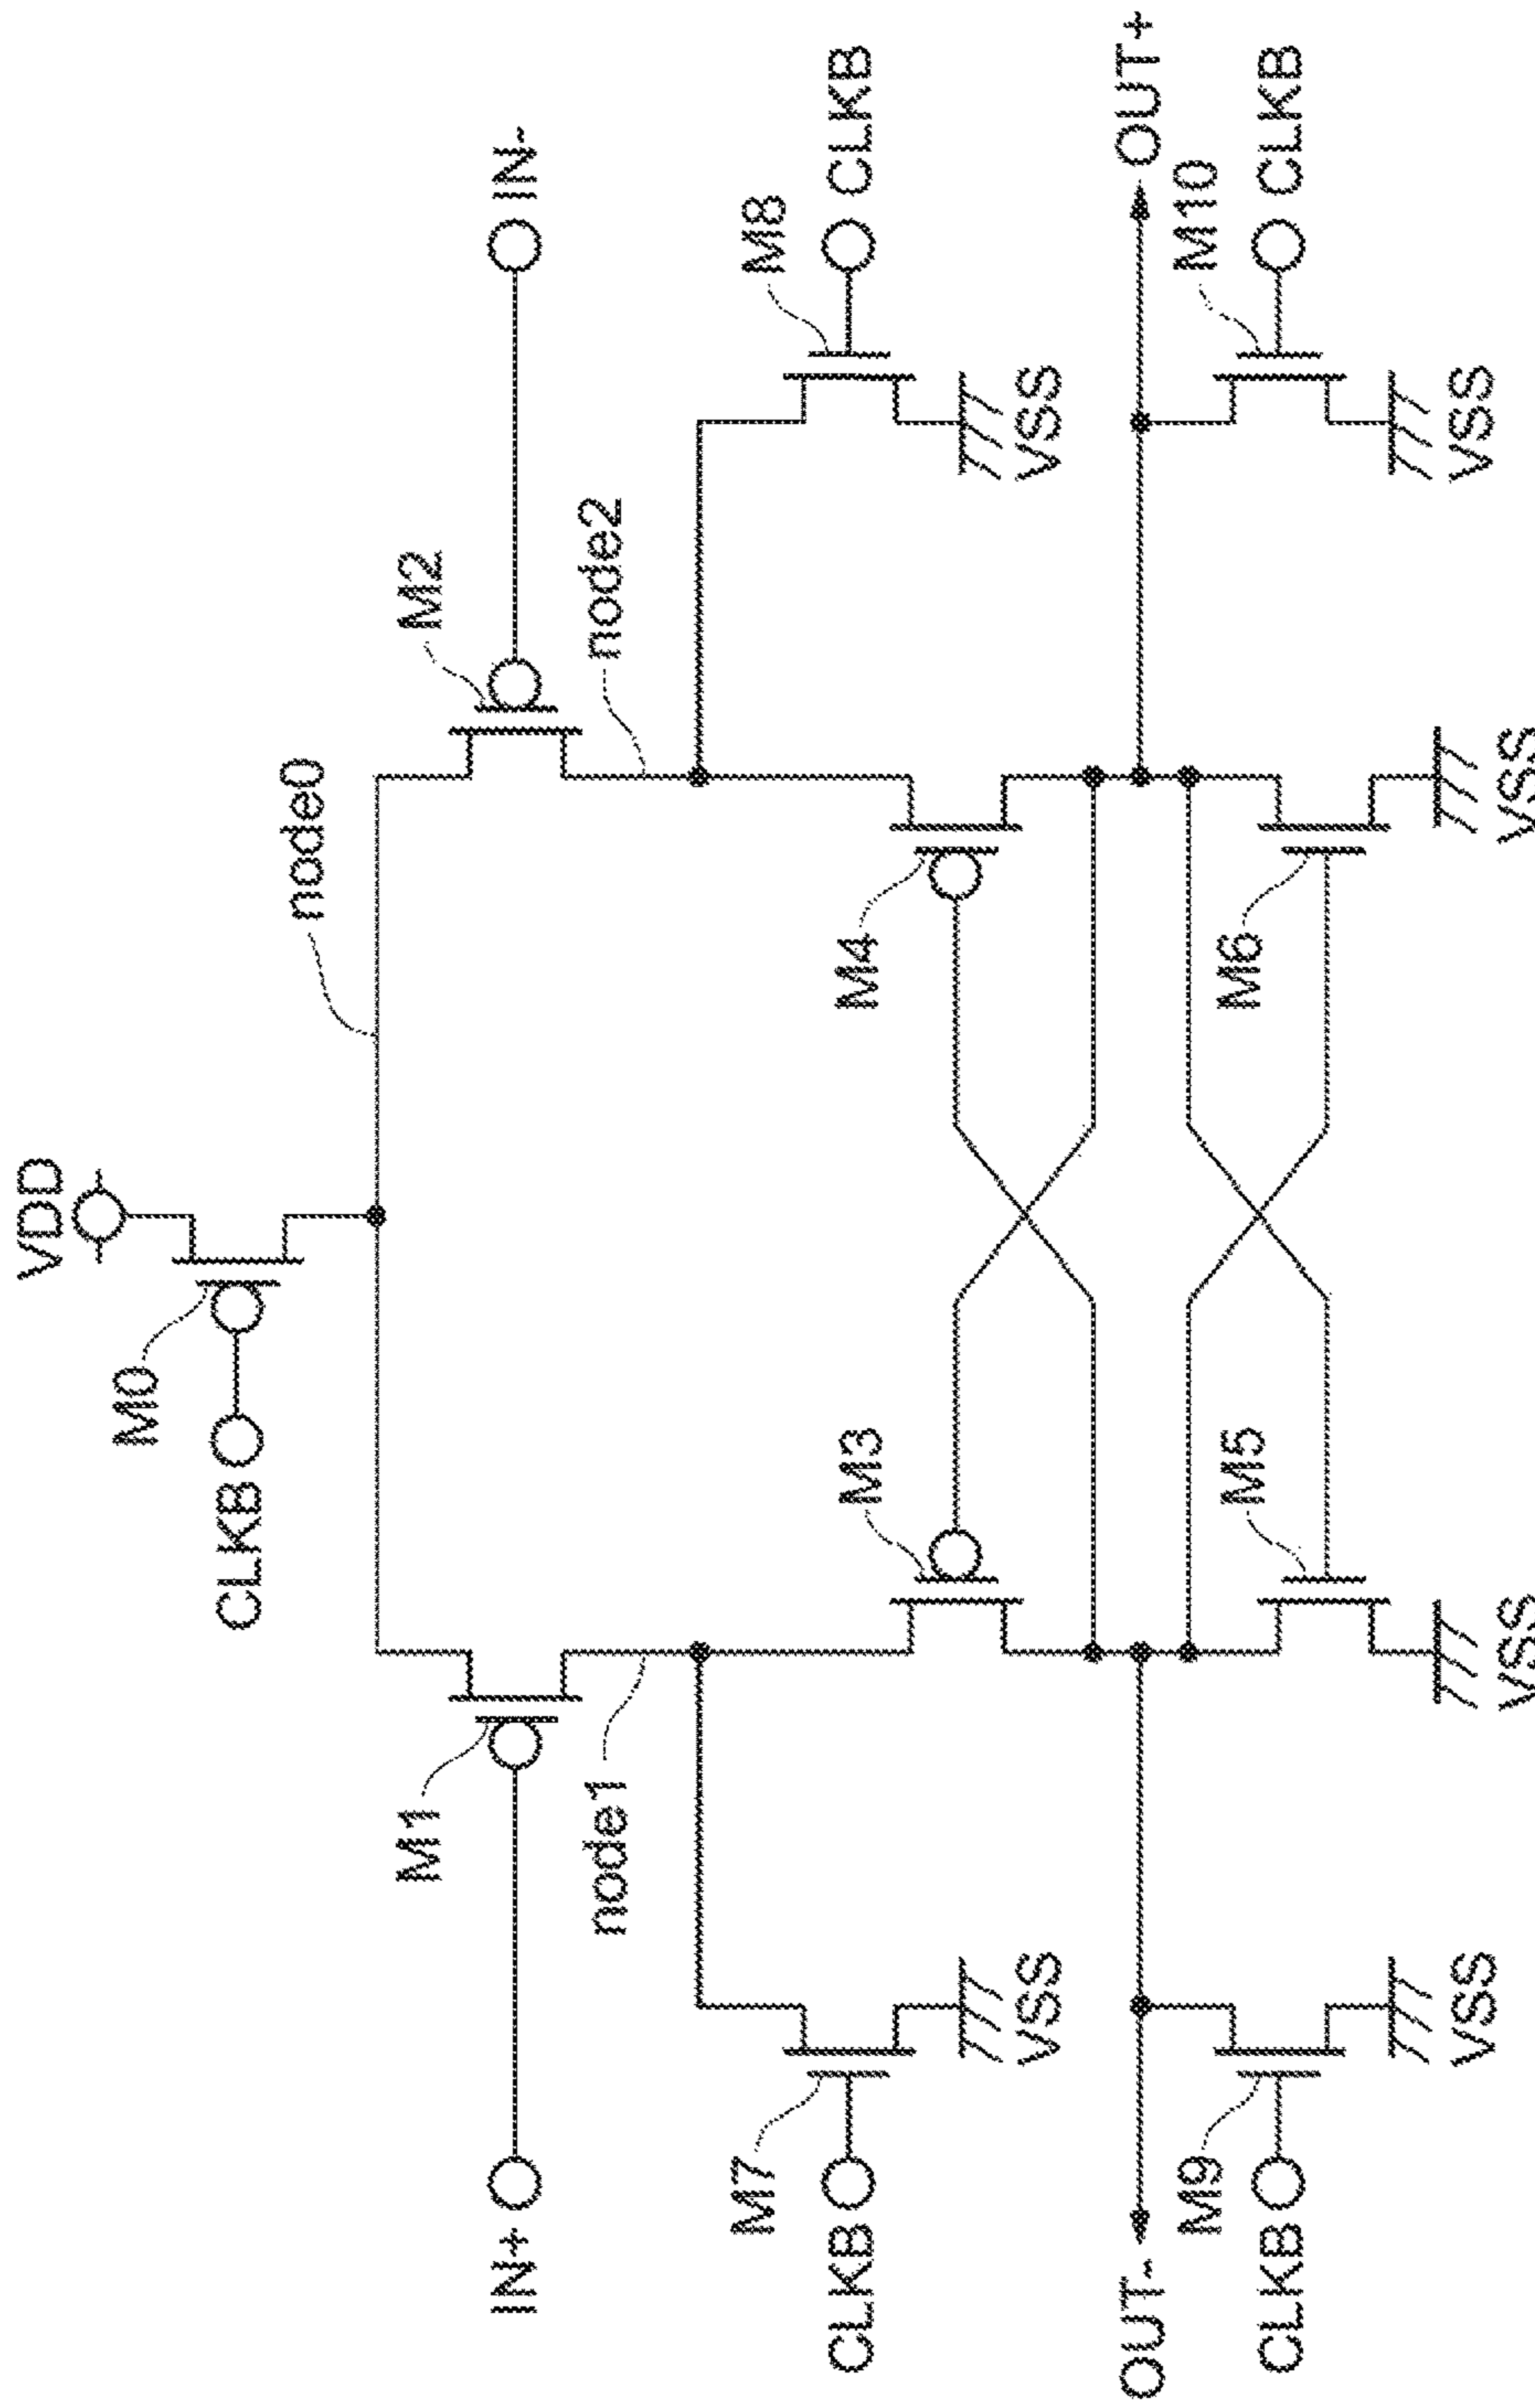 VDD
M0
CLKB
node0
IN+
M1
M2
IN-
node1
node2
M7
CLKB
VSS
M3
M4
M8
CLKB
VSS
OUT-
OUT+
M9
CLKB
VSS
M5
VSS
M6
VSS
M10
CLKB
VSS